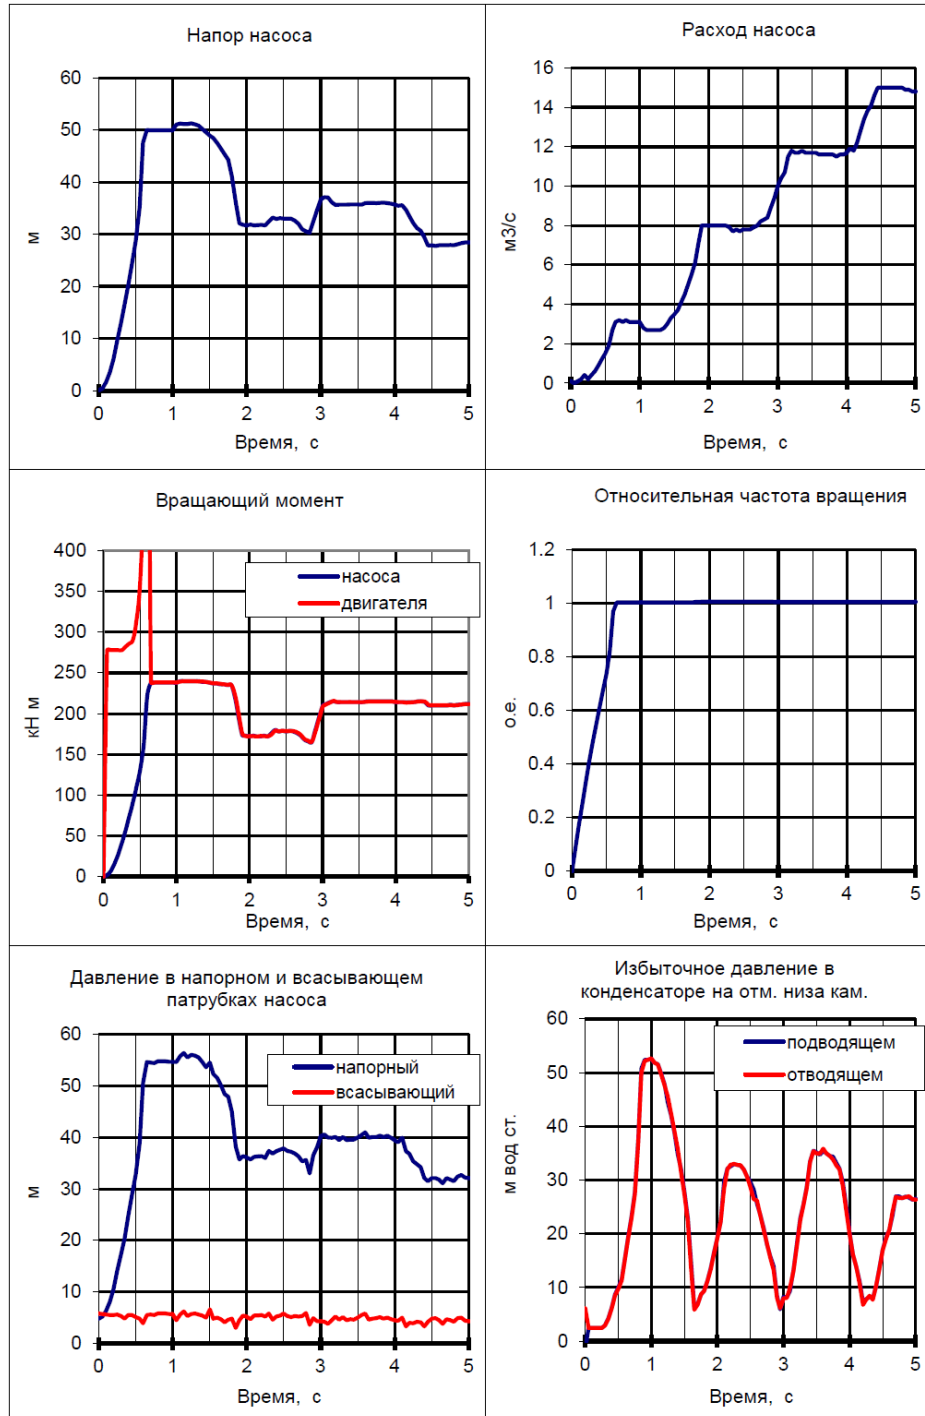 Напор насоса
60
50
40
30
20
10
0
м
0 1 2 3 4 5
Время, с
Расход насоса
16
14
12
10
8
6
4
2
0
м3/с
0 1 2 3 4 5
Время, с
Вращающий момент
400
350
300
250
200
150
100
50
0
кН м
насоса
двигателя
0 1 2 3 4 5
Время, с
Относительная частота вращения
1.2
1
0.8
0.6
0.4
0.2
0
о.е.
0 1 2 3 4 5
Время, с
Давление в напорном и всасывающем
патрубках насоса
60
50
40
30
20
10
0
м
напорный
всасывающий
0 1 2 3 4 5
Время, с
Избыточное давление в
конденсаторе на отм. низа кам.
60
50
40
30
20
10
0
м вод ст.
подводящем
отводящем
0 1 2 3 4 5
Время, с